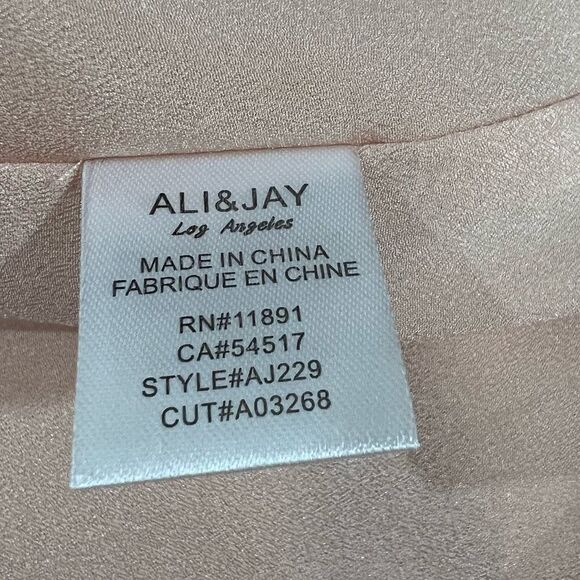 ALI&JAY
Los Angeles
MADE IN CHINA
FABRIQUE EN CHINE
RN#11891
CA#54517
STYLE#AJ229
CUT#A03268